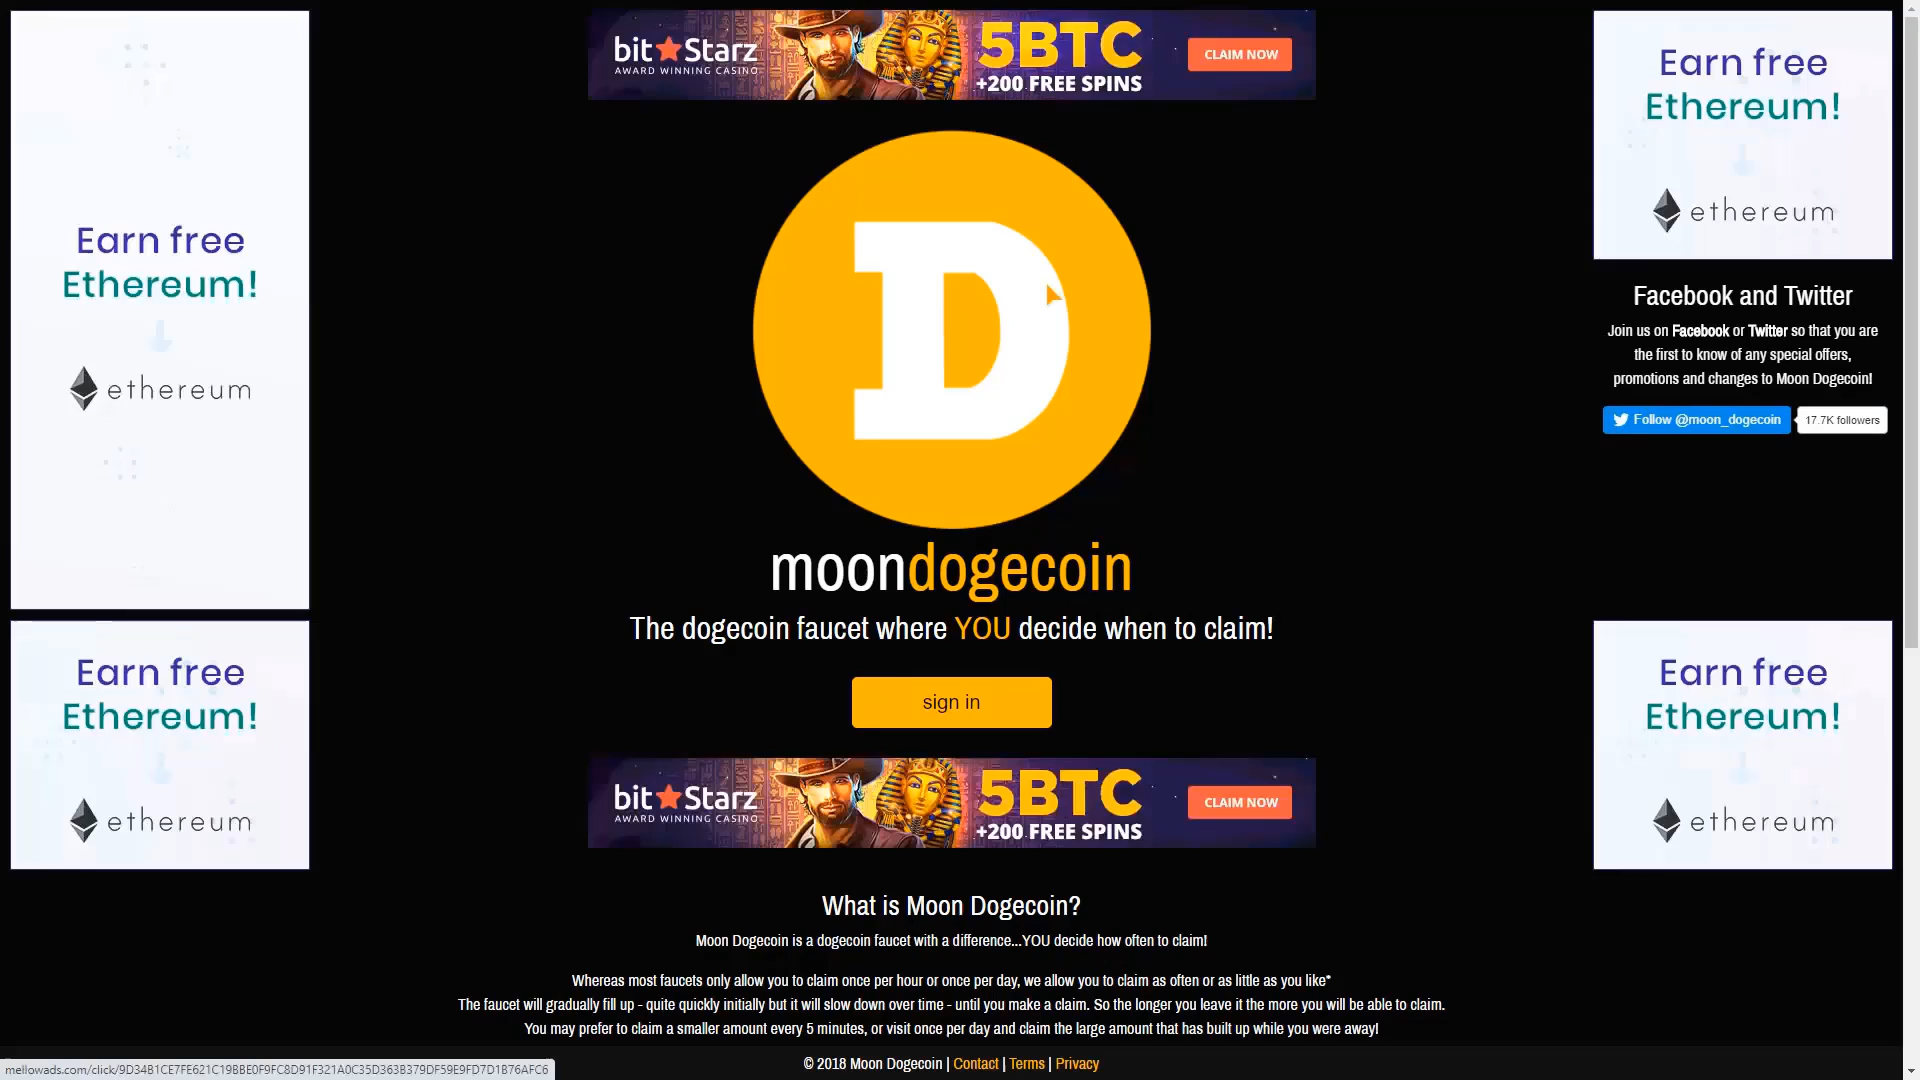 bit Starz
AWARD WINNING CASINO
5BTC
+200 FREE SPINS
CLAIM NOW
Earn free
Ethereum!
ethereum
Earn free
Ethereum!
ethereum
D
Facebook and Twitter
Join us on Facebook or Twitter so that you are
the first to know of any special offers,
promotions and changes to Moon Dogecoin!
Follow @moon_dogecoin
17.7K followers
moondogecoin
The dogecoin faucet where YOU decide when to claim!
sign in
Earn free
Ethereum!
ethereum
Earn free
Ethereum!
ethereum
bit Starz
AWARD WINNING CASINO
5BTC
+200 FREE SPINS
CLAIM NOW
What is Moon Dogecoin?
Moon Dogecoin is a dogecoin faucet with a difference...YOU decide how often to claim!
Whereas most faucets only allow you to claim once per hour or once per day, we allow you to claim as often or as little as you like*
The faucet will gradually fill up - quite quickly initially but it will slow down over time - until you make a claim. So the longer you leave it the more you will be able to claim.
You may prefer to claim a smaller amount every 5 minutes, or visit once per day and claim the large amount that has built up while you were away!
© 2018 Moon Dogecoin | Contact | Terms | Privacy
mellowads.com/click/9D34B1CE7FE621C19BBE0F9FC8D91F321A0C35D363B379DF59E9FD7D1B76AFC6